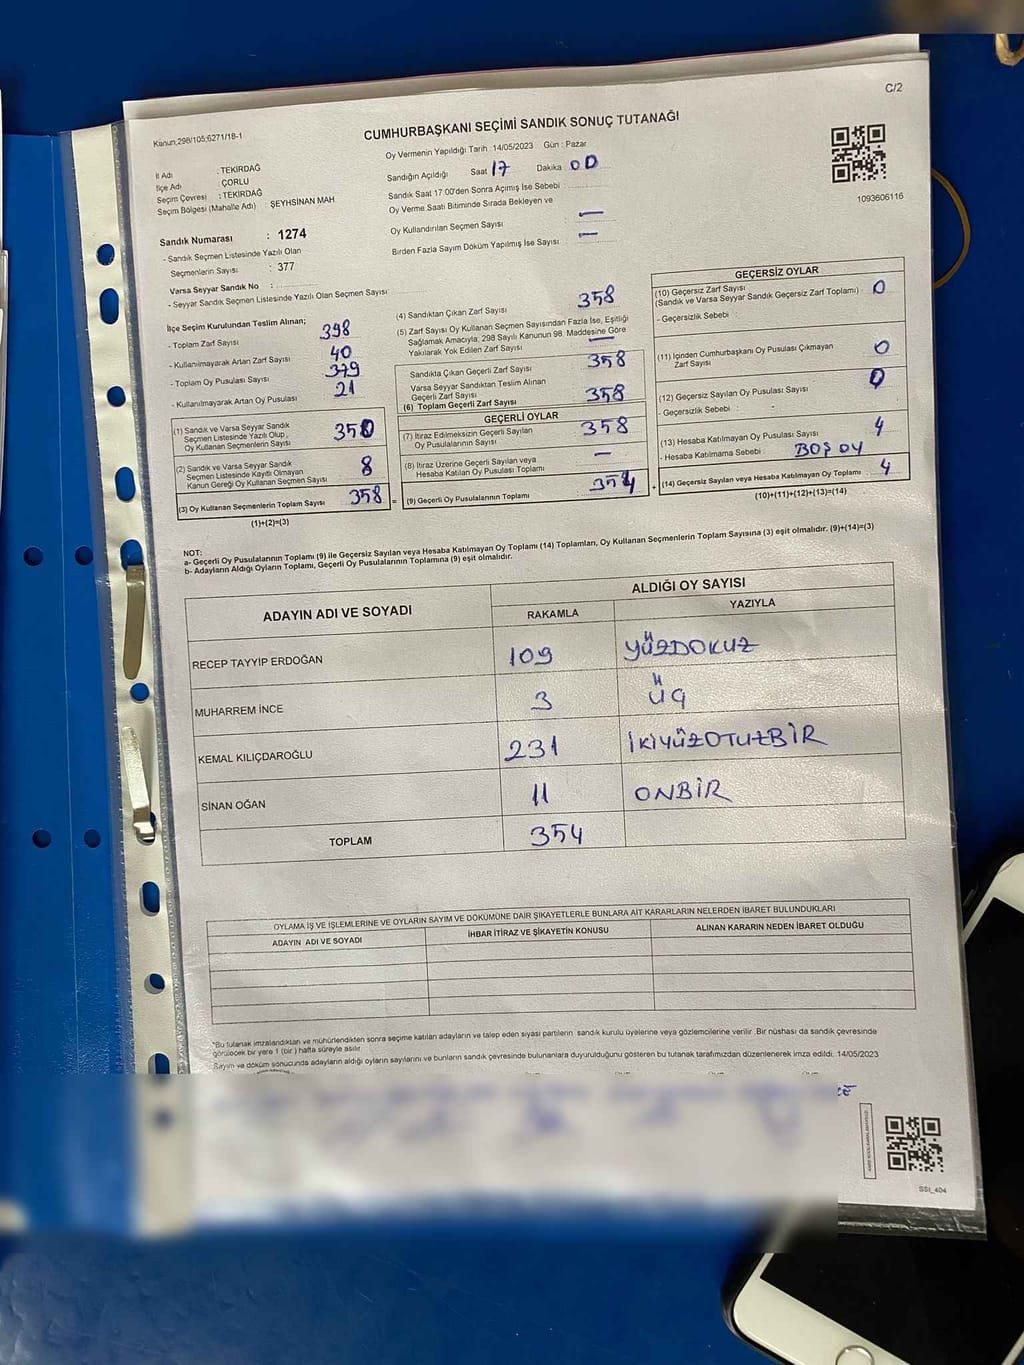 C/2
Kanun;298/105;6271/18-1
CUMHURBAŞKANI SEÇİMİ SANDIK SONUÇ TUTANAĞI
İl Adı : TEKİRDAĞ
İlçe Adı : ÇORLU
Seçim Çevresi : TEKİRDAĞ
Seçim Bölgesi (Mahalle Adı) : ŞEYHSİNAN MAH
Oy Vermenin Yapıldığı Tarih : 14/05/2023 Gün : Pazar
Sandığın Açıldığı Saat 17 Dakika 00
Sandık Saat 17:00'den Sonra Açımış İse Sebebi :
Oy Verme Saati Bitiminde Sırada Bekleyen ve
Oy Kullandırılan Seçmen Sayısı : —
Birden Fazla Sayım Döküm Yapılmış İse Sayısı : —
1093606116
Sandık Numarası : 1274
- Sandık Seçmen Listesinde Yazılı Olan
Seçmenlerin Sayısı : 377
Varsa Seyyar Sandık No :
- Seyyar Sandık Seçmen Listesinde Yazılı Olan Seçmen Sayısı:
İlçe Seçim Kurulundan Teslim Alınan;
- Toplam Zarf Sayısı 398
- Kullanılmayarak Artan Zarf Sayısı 40
- Toplam Oy Pusulası Sayısı 379
- Kullanılmayarak Artan Oy Pusulası 21
(1) Sandık ve Varsa Seyyar Sandık
Seçmen Listesinde Yazılı Olup,
Oy Kullanan Seçmenlerin Sayısı 350
(2) Sandık ve Varsa Seyyar Sandık
Seçmen Listesinde Kayıtlı Olmayan
Kanun Gereği Oy Kullanan Seçmen Sayısı 8
(3) Oy Kullanan Seçmenlerin Toplam Sayısı 358 =
(1)+(2)=(3)
(4) Sandıktan Çıkan Zarf Sayısı 358
(5) Zarf Sayısı Oy Kullanan Seçmen Sayısından Fazla İse, Eşitliği
Sağlamak Amacıyla; 298 Sayılı Kanunun 98. Maddesine Göre
Yakılarak Yok Edilen Zarf Sayısı —
Sandıkta Çıkan Geçerli Zarf Sayısı 358
Varsa Seyyar Sandıktan Teslim Alınan
Geçerli Zarf Sayısı
(6) Toplam Geçerli Zarf Sayısı 358
GEÇERLİ OYLAR
(7) İtiraz Edilmeksizin Geçerli Sayılan
Oy Pusulalarının Sayısı 358
(8) İtiraz Üzerine Geçerli Sayılan veya
Hesaba Katılan Oy Pusulası Toplamı —
(9) Geçerli Oy Pusulalarının Toplamı 354 +
GEÇERSİZ OYLAR
(10) Geçersiz Zarf Sayısı
(Sandık ve Varsa Seyyar Sandık Geçersiz Zarf Toplamı) : 0
- Geçersizlik Sebebi :
(11) İçinden Cumhurbaşkanı Oy Pusulası Çıkmayan
Zarf Sayısı 0
(12) Geçersiz Sayılan Oy Pusulası Sayısı 0
- Geçersizlik Sebebi :
(13) Hesaba Katılmayan Oy Pusulası Sayısı 4
- Hesaba Katılmama Sebebi : BOŞ OY
(14) Geçersiz Sayılan veya Hesaba Katılmayan Oy Toplamı 4
(10)+(11)+(12)+(13)=(14)
NOT:
a- Geçerli Oy Pusulalarının Toplamı (9) ile Geçersiz Sayılan veya Hesaba Katılmayan Oy Toplamı (14) Toplamları, Oy Kullanan Seçmenlerin Toplam Sayısına (3) eşit olmalıdır. (9)+(14)=(3)
b- Adayların Aldığı Oyların Toplamı, Geçerli Oy Pusulalarının Toplamına (9) eşit olmalıdır.
ADAYIN ADI VE SOYADI ALDIĞI OY SAYISI
RAKAMLA YAZIYLA
RECEP TAYYİP ERDOĞAN 109 YÜZDOKUZ
MUHARREM İNCE 3 ÜÇ
KEMAL KILIÇDAROĞLU 231 İKİYÜZOTUZBİR
SİNAN OĞAN 11 ONBİR
TOPLAM 354
OYLAMA İŞ VE İŞLEMLERİNE VE OYLARIN SAYIM VE DÖKÜMÜNE DAİR ŞİKAYETLERLE BUNLARA AİT KARARLARIN NELERDEN İBARET BULUNDUKLARI
ADAYIN ADI VE SOYADI İHBAR İTİRAZ VE ŞİKAYETİN KONUSU ALINAN KARARIN NEDEN İBARET OLDUĞU
*Bu tutanak imzalandıktan ve mühürlendikten sonra seçime katılan adayların ve talep eden siyasi partilerin sandık kurulu üyelerine veya gözlemcilerine verilir. Bir nüshası da sandık çevresinde
görülecek bir yere 1 (bir) hafta süreyle asılır.
Sayım ve döküm sonucunda adayların aldığı oyların sayılarını ve bunların sandık çevresinde bulunanlara duyurulduğunu gösteren bu tutanak tarafımızdan düzenlenerek imza edildi. 14/05/2023
SSI_404